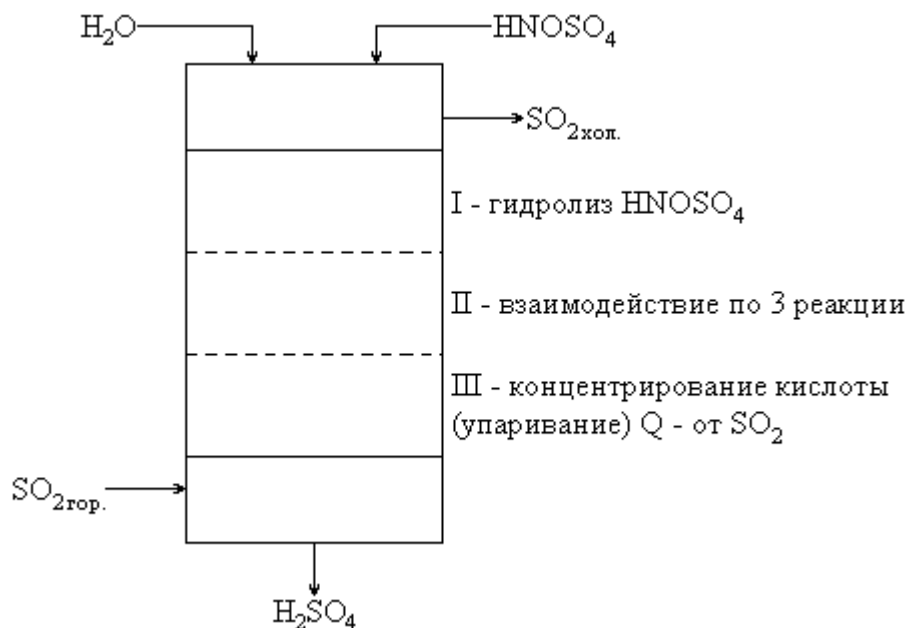 H₂O
HNOSO₄
SO₂хол.
I - гидролиз HNOSO₄
II - взаимодействие по 3 реакции
III - концентрирование кислоты
(упаривание) Q - от SO₂
SO₂гор.
H₂SO₄